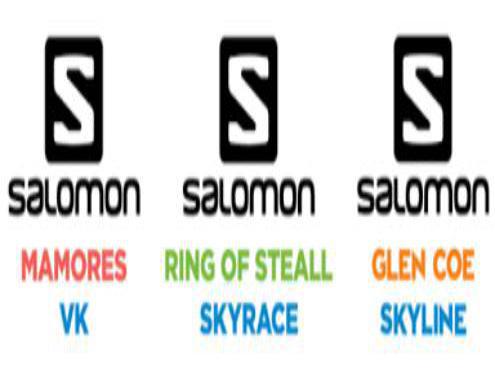 S
salomon
MAMORES
VK
S
salomon
RING OF STEALL
SKYRACE
S
salomon
GLEN COE
SKYLINE